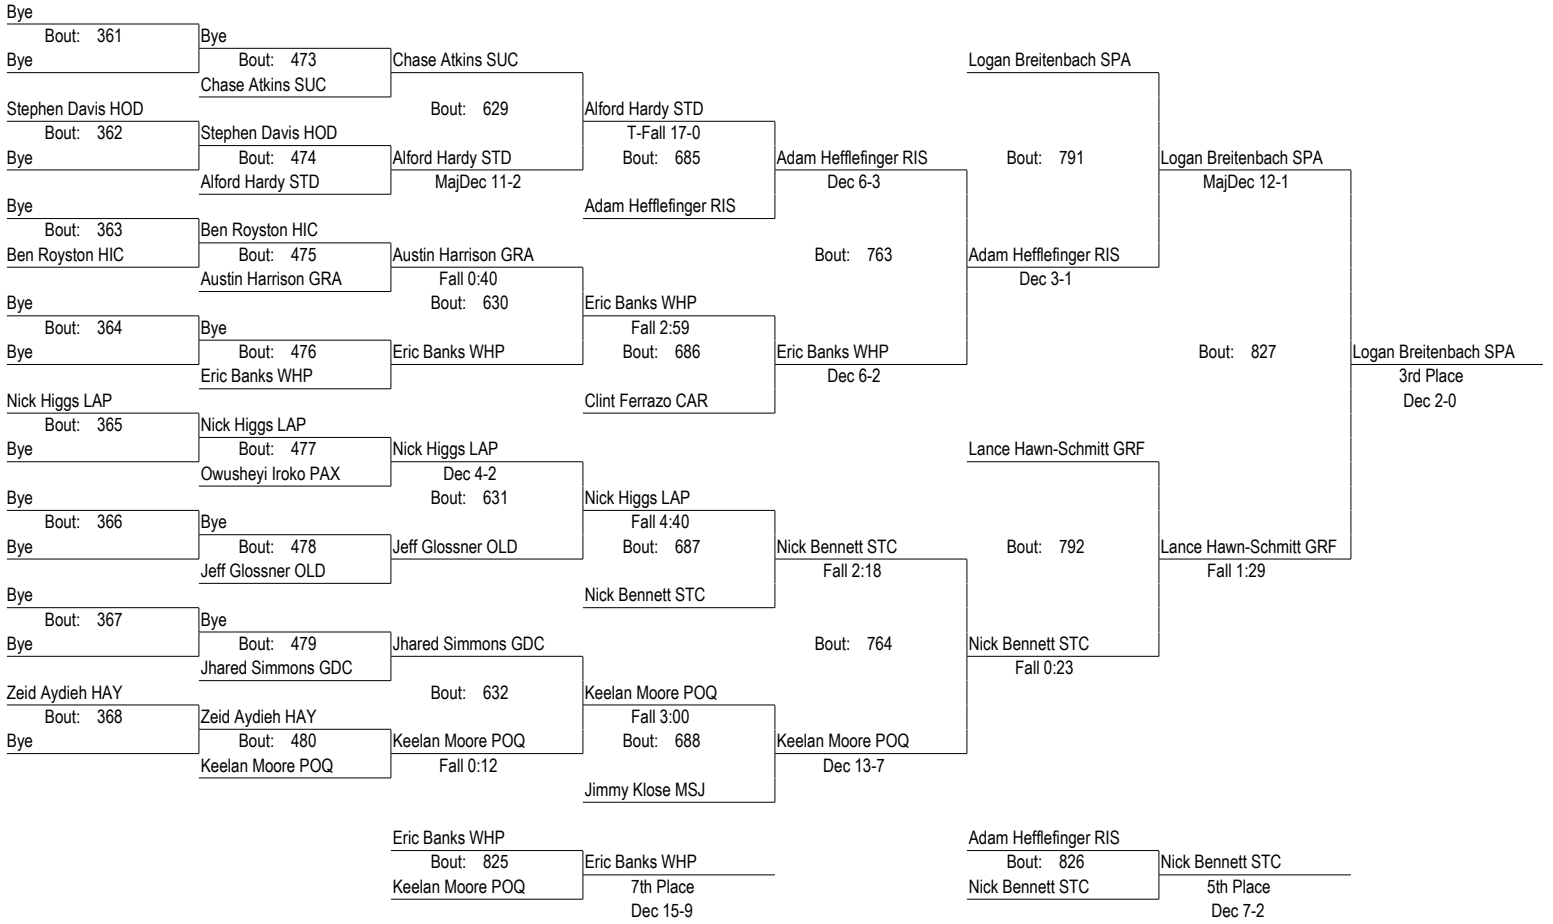 Bye
Bout: 361
Bye
Bye
Bout: 473
Chase Atkins SUC
Chase Atkins SUC
Stephen Davis HOD
Bout: 362
Bye
Stephen Davis HOD
Bout: 474
Alford Hardy STD
Alford Hardy STD
MajDec 11-2
Bout: 629
Alford Hardy STD
T-Fall 17-0
Bout: 685
Adam Hefflefinger RIS
Adam Hefflefinger RIS
Dec 6-3
Bye
Bout: 363
Ben Royston HIC
Ben Royston HIC
Bout: 475
Austin Harrison GRA
Austin Harrison GRA
Fall 0:40
Bout: 630
Bye
Bout: 364
Bye
Bye
Bout: 476
Eric Banks WHP
Eric Banks WHP
Eric Banks WHP
Fall 2:59
Bout: 686
Clint Ferrazo CAR
Eric Banks WHP
Dec 6-2
Bout: 763
Adam Hefflefinger RIS
Dec 3-1
Logan Breitenbach SPA
Bout: 791
Logan Breitenbach SPA
MajDec 12-1
Nick Higgs LAP
Bout: 365
Bye
Nick Higgs LAP
Bout: 477
Owusheyi Iroko PAX
Nick Higgs LAP
Dec 4-2
Bout: 631
Bye
Bout: 366
Bye
Bye
Bout: 478
Jeff Glossner OLD
Jeff Glossner OLD
Nick Higgs LAP
Fall 4:40
Bout: 687
Nick Bennett STC
Nick Bennett STC
Fall 2:18
Bye
Bout: 367
Bye
Bye
Bout: 479
Jhared Simmons GDC
Jhared Simmons GDC
Bout: 632
Zeid Aydieh HAY
Bout: 368
Bye
Zeid Aydieh HAY
Bout: 480
Keelan Moore POQ
Keelan Moore POQ
Fall 0:12
Keelan Moore POQ
Fall 3:00
Bout: 688
Jimmy Klose MSJ
Keelan Moore POQ
Dec 13-7
Bout: 764
Nick Bennett STC
Fall 0:23
Lance Hawn-Schmitt GRF
Bout: 792
Lance Hawn-Schmitt GRF
Fall 1:29
Bout: 827
Logan Breitenbach SPA
3rd Place
Dec 2-0
Eric Banks WHP
Bout: 825
Keelan Moore POQ
Eric Banks WHP
7th Place
Dec 15-9
Adam Hefflefinger RIS
Bout: 826
Nick Bennett STC
Nick Bennett STC
5th Place
Dec 7-2